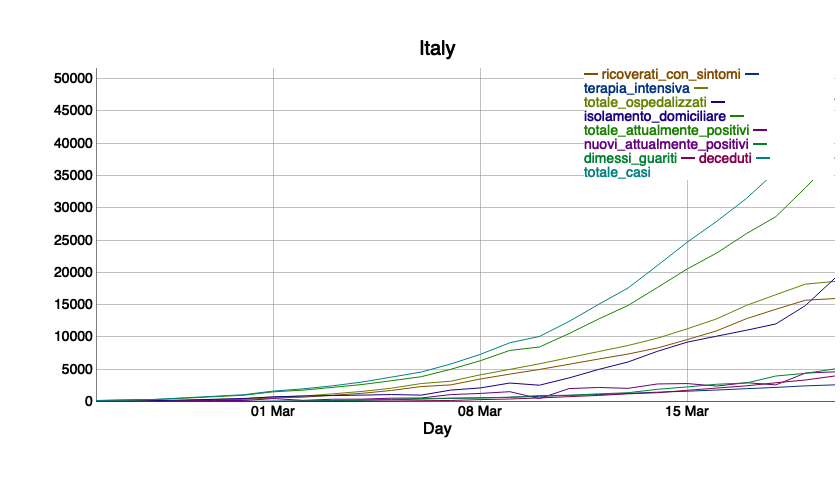 Italy
50000
45000
40000
35000
30000
25000
20000
15000
10000
5000
0
ricoverati_con_sintomi
terapia_intensiva
totale_ospedalizzati
isolamento_domiciliare
totale_attualmente_positivi
nuovi_attualmente_positivi
dimessi_guariti — deceduti
totale_casi
01 Mar 08 Mar 15 Mar
Day